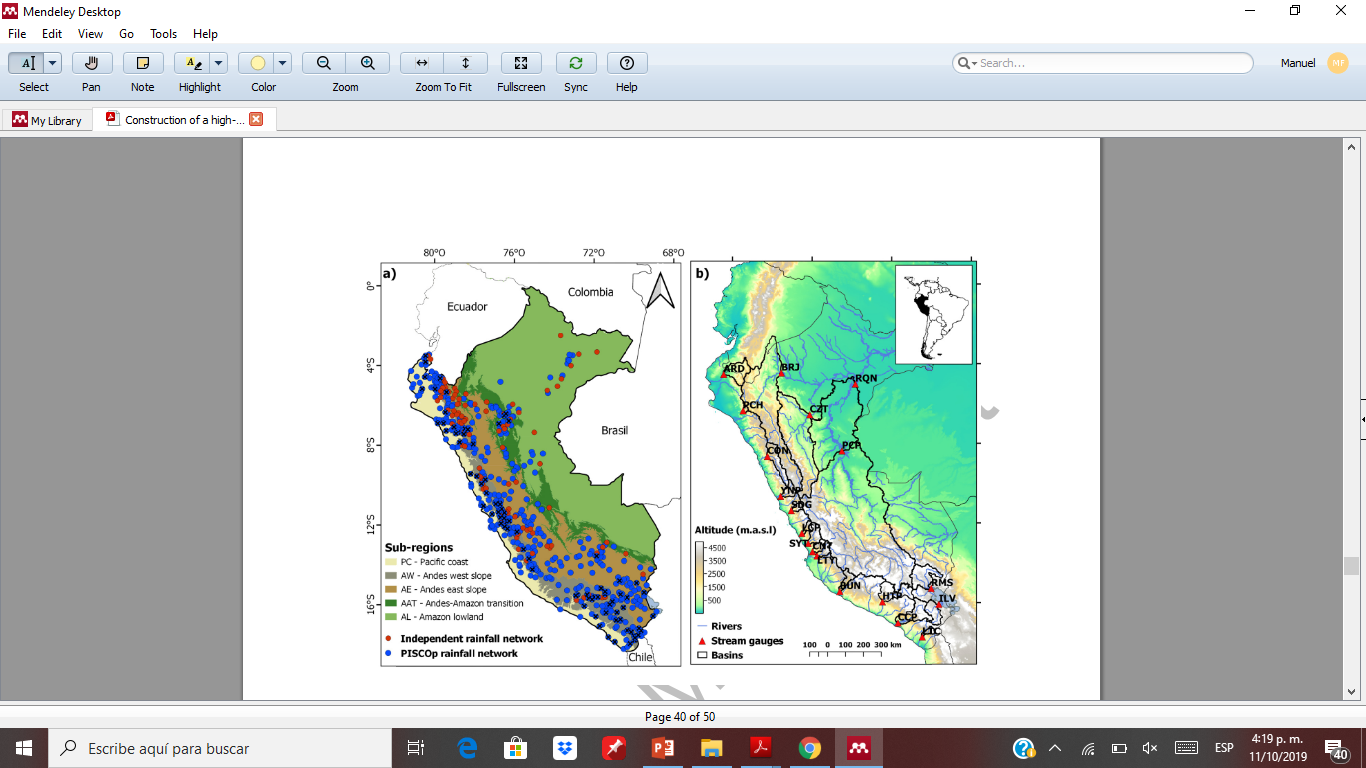 Mendeley Desktop
File Edit View Go Tools Help
Select Pan Note Highlight Color Zoom Zoom To Fit Fullscreen Sync Help
Search...
Manuel MF
My Library
Construction of a high-...
80°O 76°O 72°O 68°O
a)
0°
4°S
8°S
12°S
16°S
Ecuador
Colombia
Brasil
Chile
Sub-regions
PC - Pacific coast
AW - Andes west slope
AE - Andes east slope
AAT - Andes-Amazon transition
AL - Amazon lowland
Independent rainfall network
PISCOp rainfall network
b)
ARD
BRJ
RQN
PCH
CZT
PCP
CON
YNP
SDG
SYT
LTY
HTP
RMS
ILV
LTC
Altitude (m.a.s.l)
4500
3500
2500
1500
500
Rivers
Stream gauges
Basins
100 0 100 200 300 km
Page 40 of 50
Escribe aquí para buscar
ESP
4:19 p. m.
11/10/2019
40